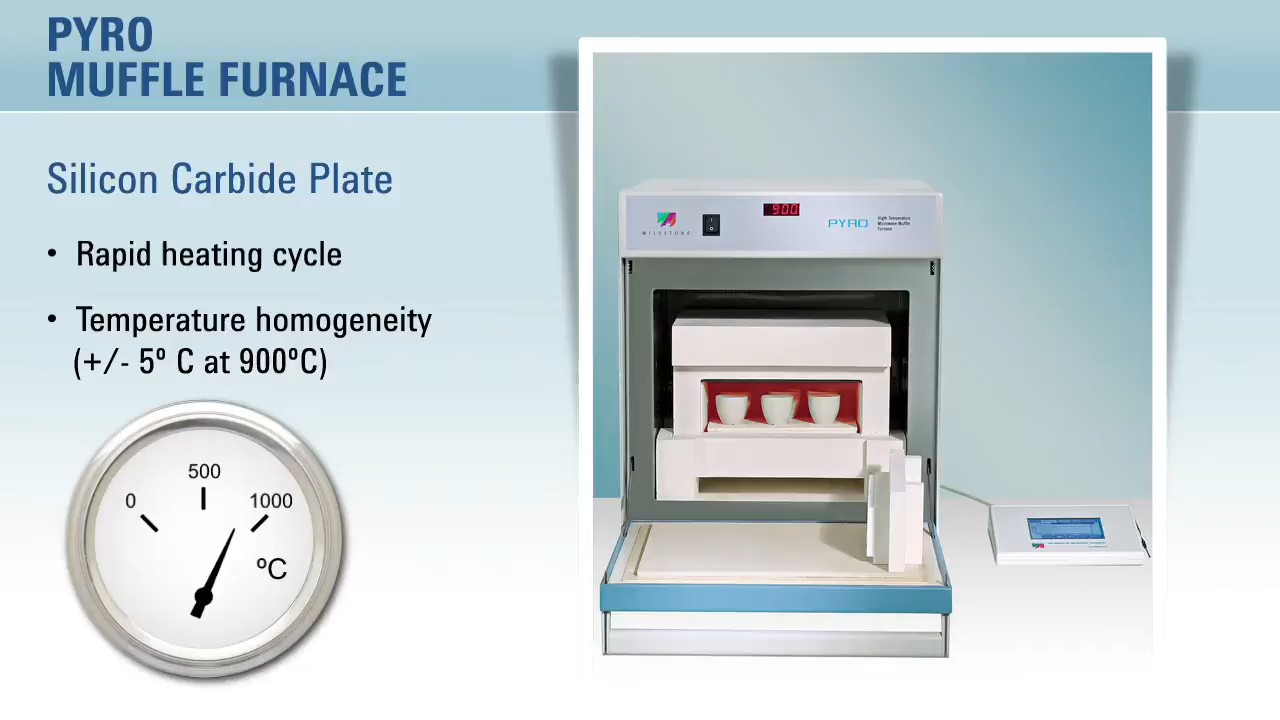 PYRO
MUFFLE FURNACE
Silicon Carbide Plate
• Rapid heating cycle
• Temperature homogeneity
(+/- 5º C at 900ºC)
0
500
1000
ºC
900
MILESTONE
PYRO
High Temperature
Microwave Muffle
Furnace